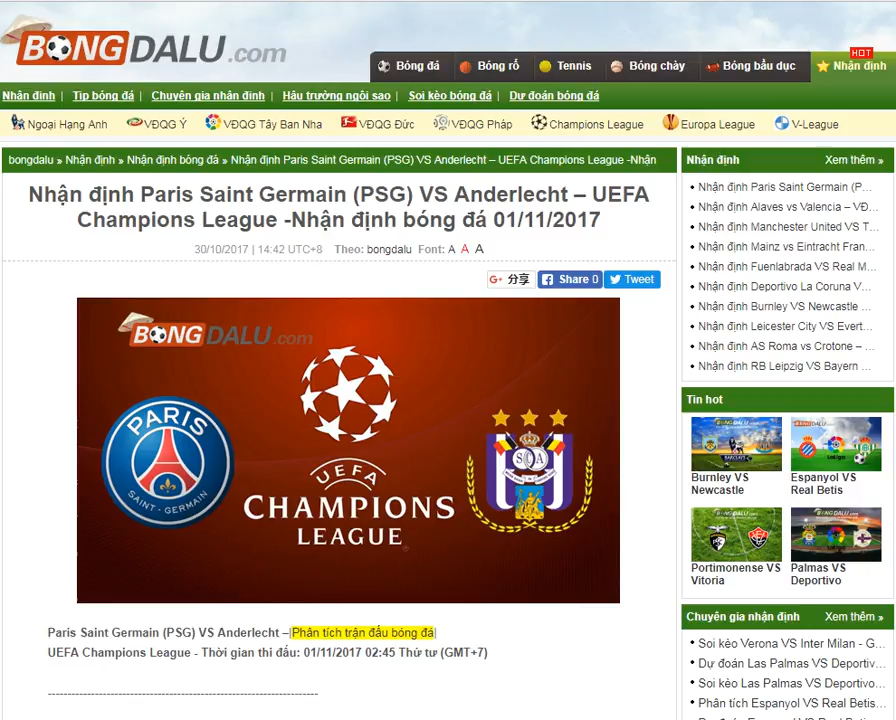 BONGDALU.com
Bóng đá
Bóng rổ
Tennis
Bóng chày
Bóng bầu dục
HOT
Nhận định
Nhận định | Tip bóng đá | Chuyên gia nhận định | Hậu trường ngôi sao | Soi kèo bóng đá | Dự đoán bóng đá
Ngoại Hạng Anh
VĐQG Ý
VĐQG Tây Ban Nha
VĐQG Đức
VĐQG Pháp
Champions League
Europa League
V-League
bongdalu » Nhận định » Nhận định bóng đá » Nhận định Paris Saint Germain (PSG) VS Anderlecht – UEFA Champions League -Nhận
Nhận định Paris Saint Germain (PSG) VS Anderlecht – UEFA
Champions League -Nhận định bóng đá 01/11/2017
30/10/2017 | 14:42 UTC+8 Theo: bongdalu Font: A A A
G+ 分享
Share 0
Tweet
BONGDALU.com
PARIS
SAINT-GERMAIN
UEFA
CHAMPIONS
LEAGUE
SCA
Paris Saint Germain (PSG) VS Anderlecht –|Phân tích trận đấu bóng đá|
UEFA Champions League - Thời gian thi đấu: 01/11/2017 02:45 Thứ tư (GMT+7)
--------------------------------------------------------------------
Nhận định
Xem thêm »
Nhận định Paris Saint Germain (P...
Nhận định Alaves vs Valencia – VĐ...
Nhận định Manchester United VS T...
Nhận định Mainz vs Eintracht Fran...
Nhận định Fuenlabrada VS Real M...
Nhận định Deportivo La Coruna V...
Nhận định Burnley VS Newcastle ...
Nhận định Leicester City VS Evert...
Nhận định AS Roma vs Crotone – ...
Nhận định RB Leipzig VS Bayern ...
Tin hot
Burnley VS
Newcastle
Espanyol VS
Real Betis
Portimonense VS
Vitoria
Palmas VS
Deportivo
Chuyên gia nhận định
Xem thêm »
Soi kèo Verona VS Inter Milan - G...
Dự đoán Las Palmas VS Deportiv...
Soi kèo Las Palmas VS Deportivo...
Phân tích Espanyol VS Real Betis...